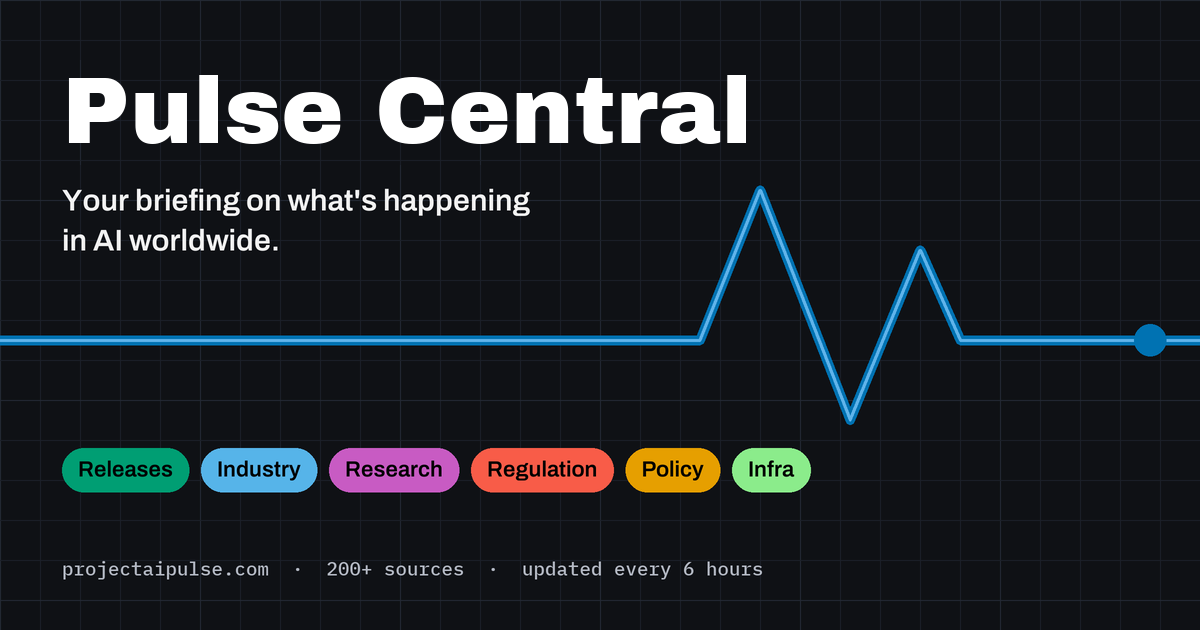 Pulse Central
Your briefing on what's happening
in AI worldwide.
Releases Industry Research Regulation Policy Infra
projectaipulse.com · 200+ sources · updated every 6 hours